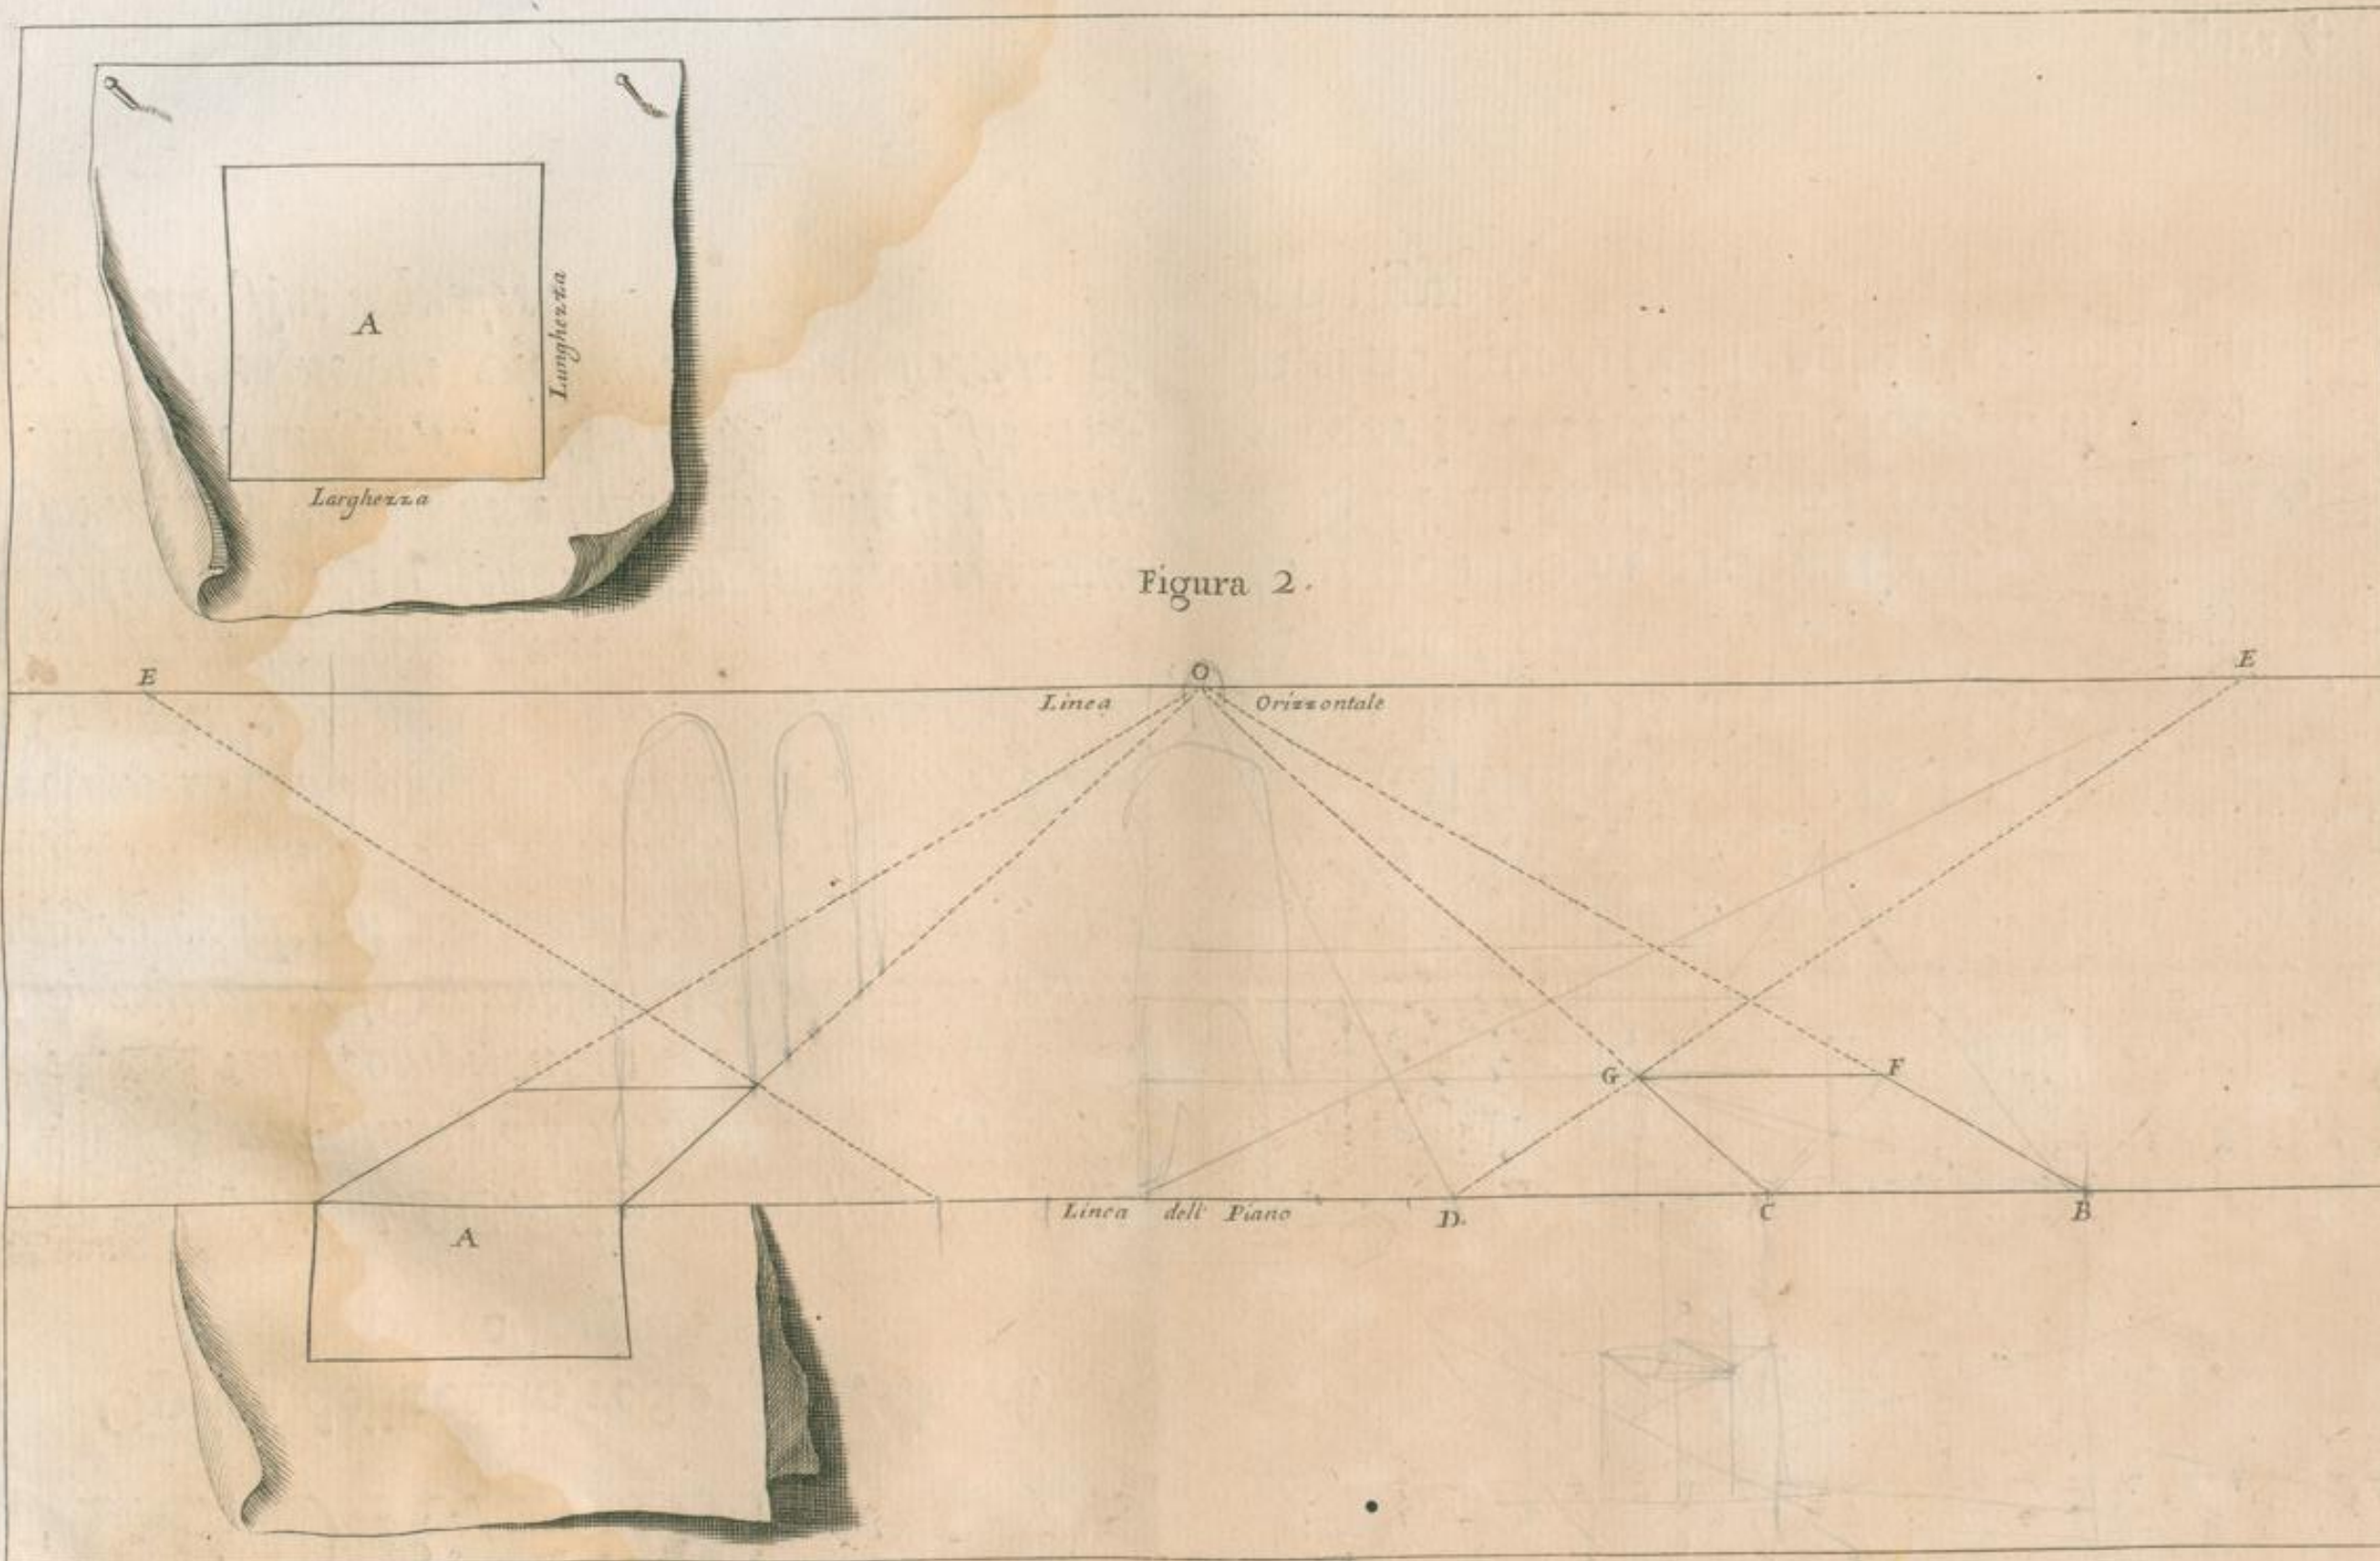 A
Lunghezza
Larghezza
Figura 2.
E O E
Linea Orizzontale
G F
A
Linea dell' Piano D. C B